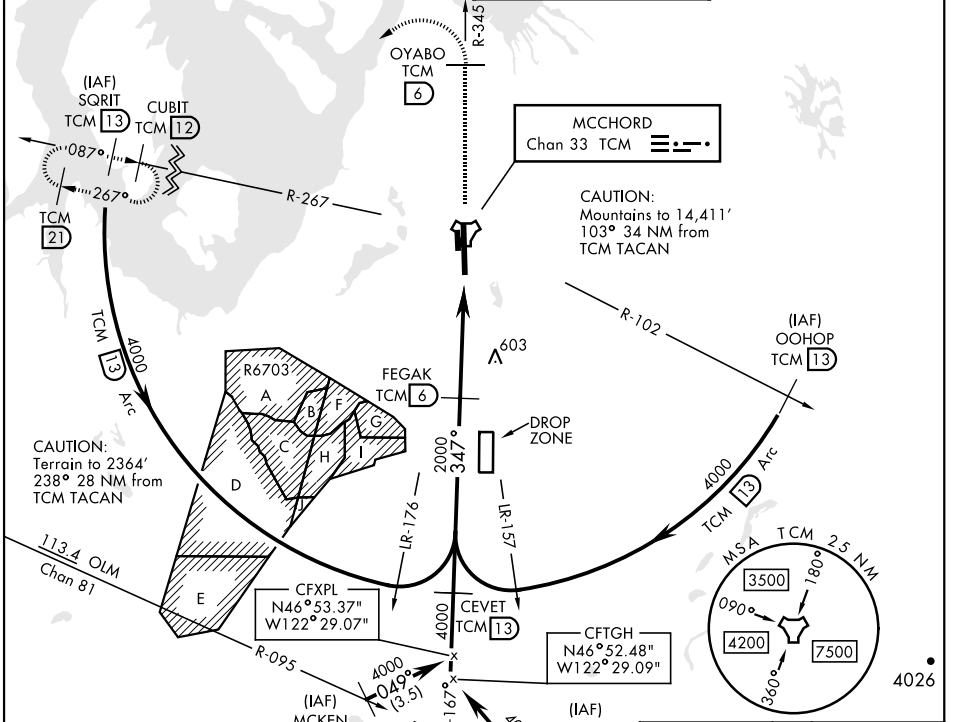 R-345
OYABO
TCM
6
(IAF)
SQRIT
TCM 13
CUBIT
TCM 12
087°
267°
TCM
21
R-267
MCCHORD
Chan 33 TCM
CAUTION:
Mountains to 14,411'
103° 34 NM from
TCM TACAN
R-102
(IAF)
OOHOP
TCM 13
TCM 13 Arc
4000
R6703
A
B
F
G
C
H
I
J
D
E
603
FEGAK
TCM 6
DROP
ZONE
2000
347°
4000
TCM 13 Arc
CAUTION:
Terrain to 2364'
238° 28 NM from
TCM TACAN
LR-176
LR-157
113.4 OLM
Chan 81
R-095
CFXPL
N46°53.37"
W122°29.07"
4000
CEVET
TCM 13
CFTGH
N46°52.48"
W122°29.09"
MSA TCM 25 NM
3500
180°
090°
4200
7500
360°
4026
4000
049°
(3.5)
(IAF)
MCKEN
-167°
(IAF)